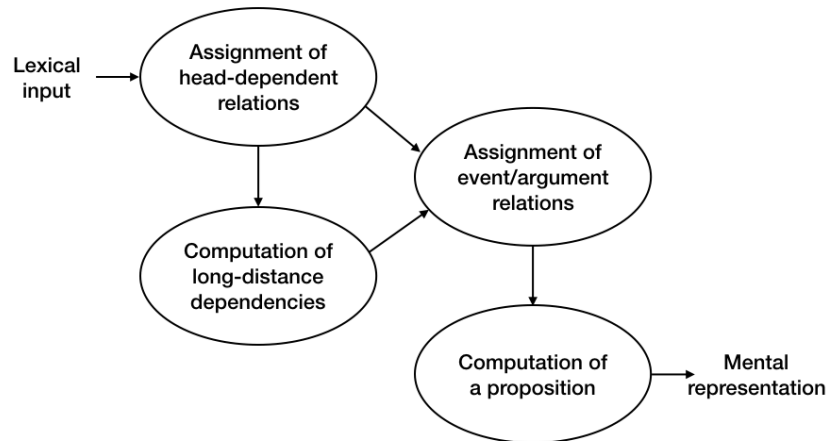 Lexical
input
Assignment of
head-dependent
relations
Assignment of
event/argument
relations
Computation of
long-distance
dependencies
Computation of
a proposition
Mental
representation